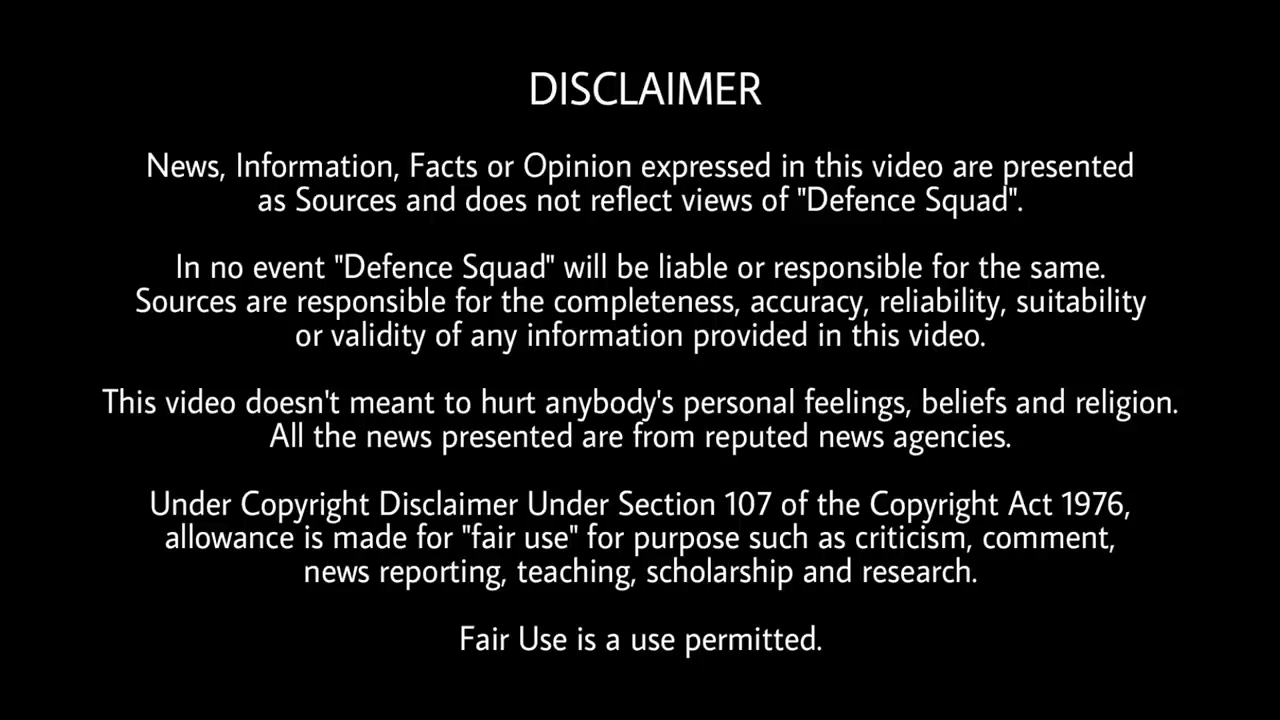 DISCLAIMER
News, Information, Facts or Opinion expressed in this video are presented
as Sources and does not reflect views of "Defence Squad".
In no event "Defence Squad" will be liable or responsible for the same.
Sources are responsible for the completeness, accuracy, reliability, suitability
or validity of any information provided in this video.
This video doesn't meant to hurt anybody's personal feelings, beliefs and religion.
All the news presented are from reputed news agencies.
Under Copyright Disclaimer Under Section 107 of the Copyright Act 1976,
allowance is made for "fair use" for purpose such as criticism, comment,
news reporting, teaching, scholarship and research.
Fair Use is a use permitted.